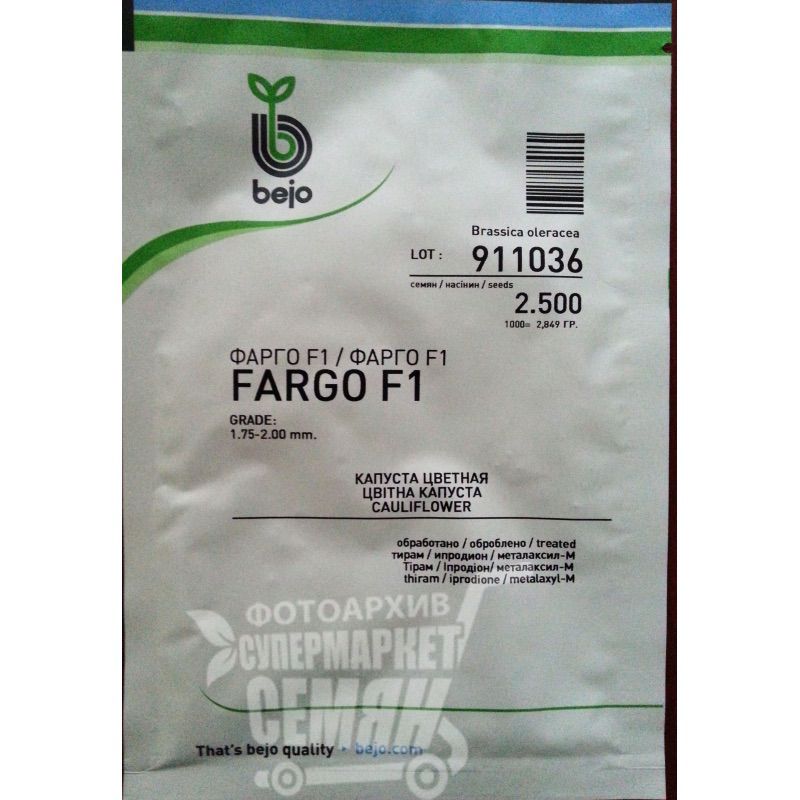 bejo
Brassica oleracea
LOT : 911036
семян / насінин / seeds
2.500
1000= 2,849 ГР.
ФАРГО F1 / ФАРГО F1
FARGO F1
GRADE:
1.75-2.00 mm.
КАПУСТА ЦВЕТНАЯ
ЦВІТНА КАПУСТА
CAULIFLOWER
обработано / оброблено / treated
тирам / ипродион / металаксил-М
Тірам / Іпродіон/ металаксил-М
thiram / iprodione / metalaxyl-M
ФОТОАРХИВ
СУПЕРМАРКЕТ
СЕМЯН
That's bejo quality bejo.com